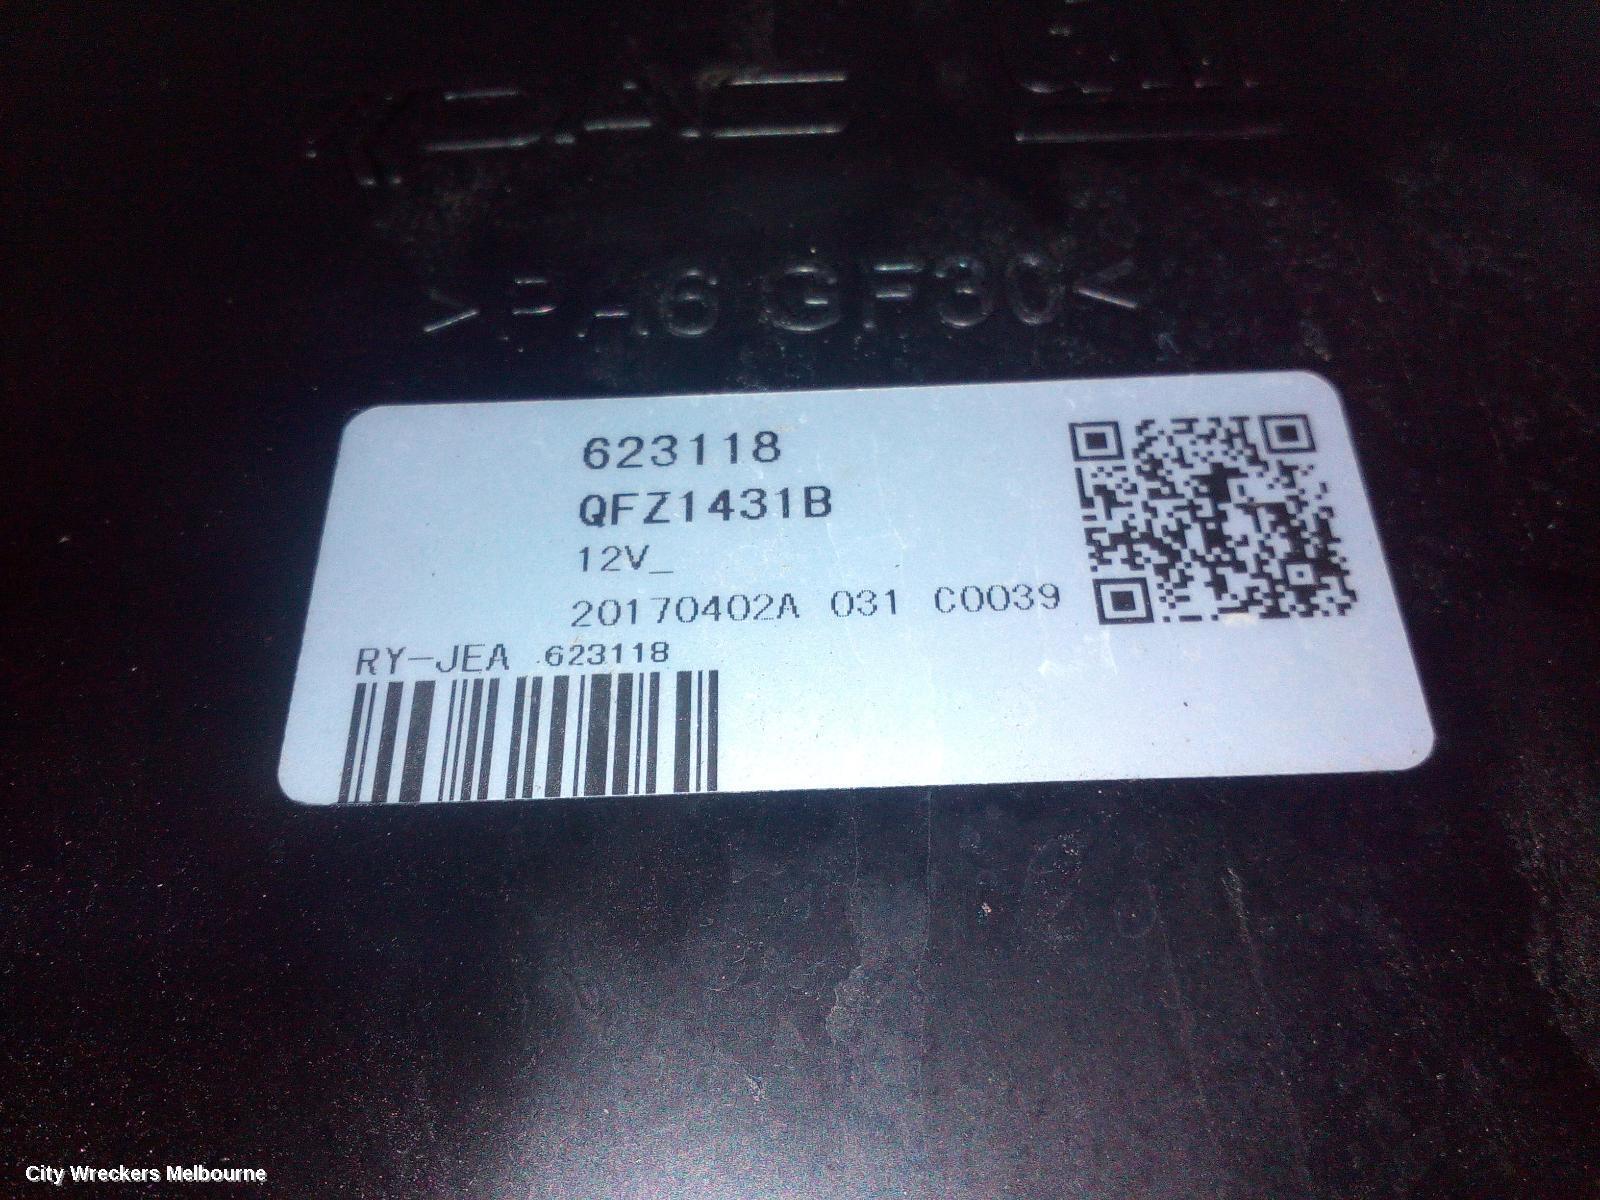 >PA6 GF30<
623118
QFZ1431B
12V_
20170402A 031 C0039
RY-JEA 623118
City Wreckers Melbourne